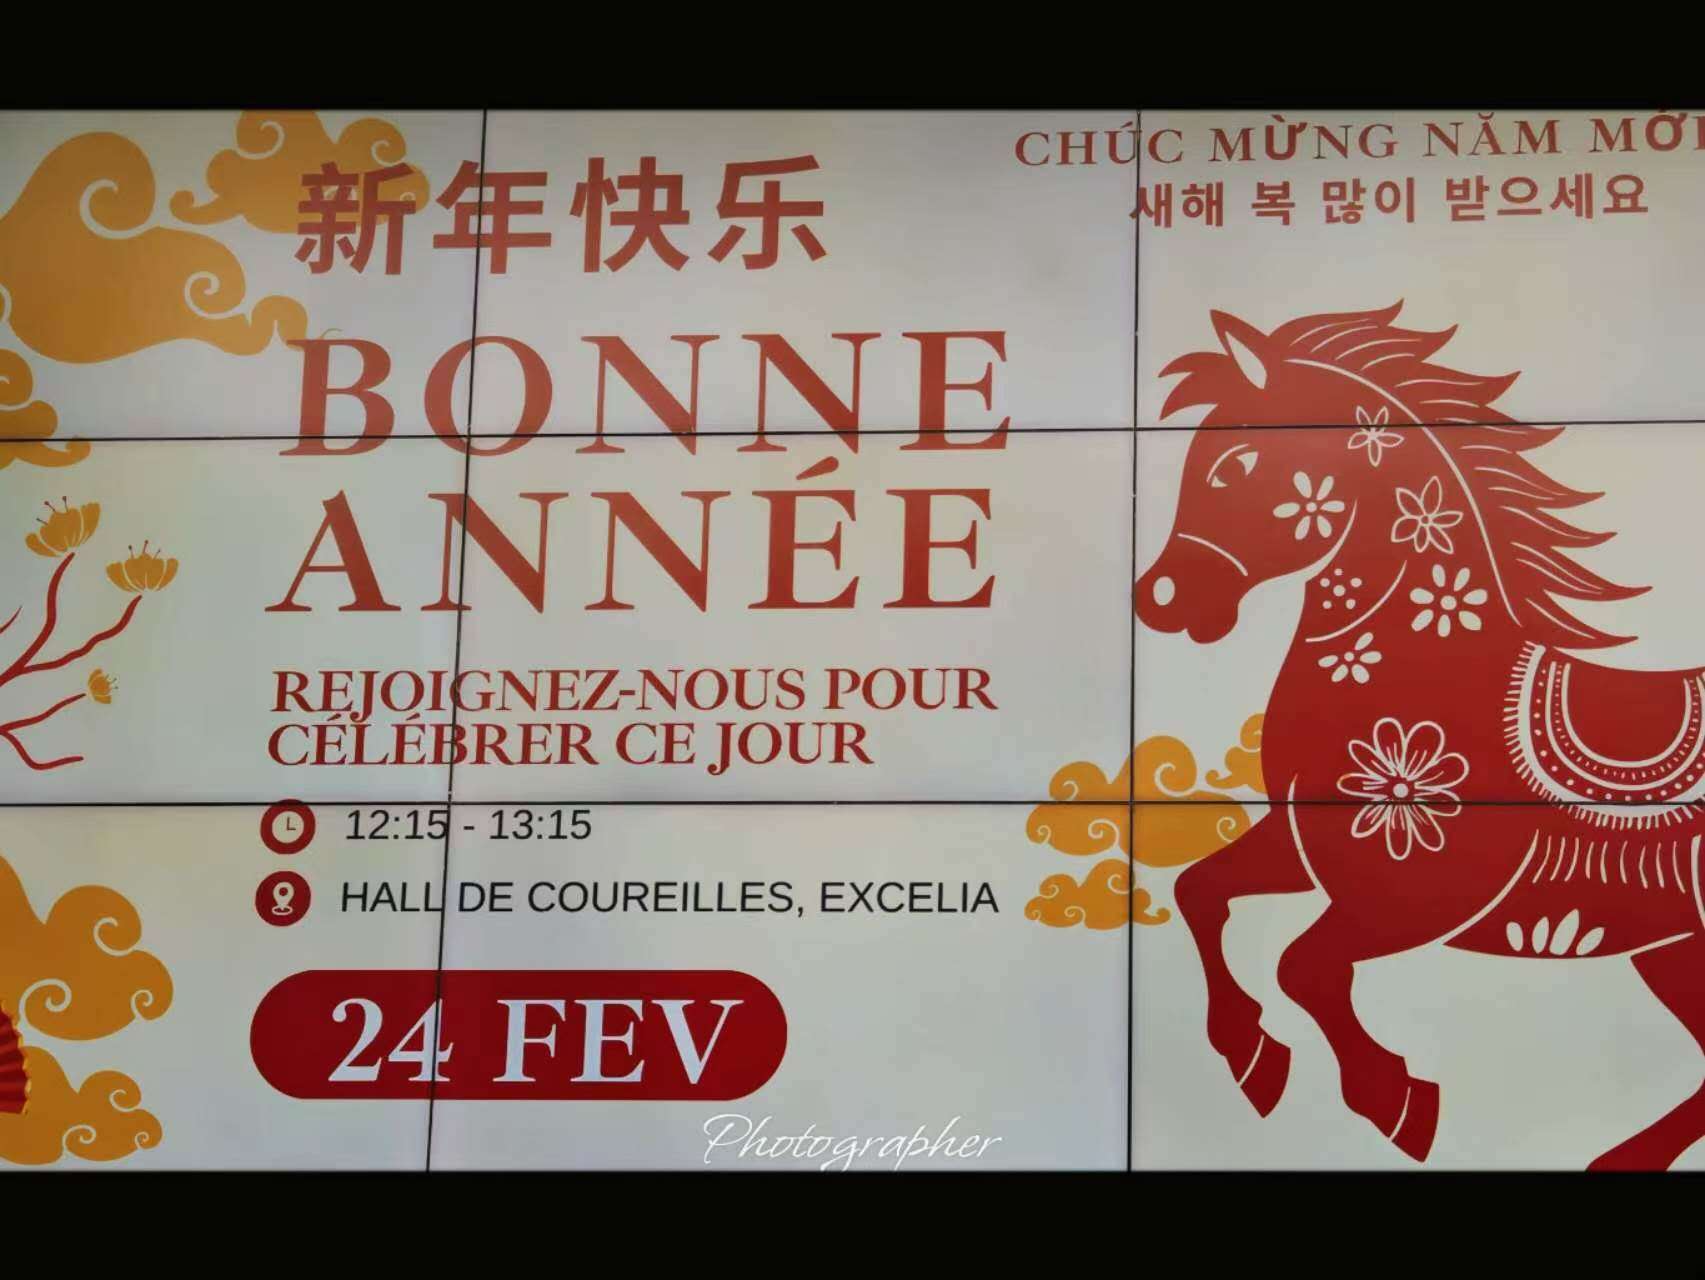 新年快乐
CHÚC MỪNG NĂM MỚI
새해 복 많이 받으세요
BONNE
ANNÉE
REJOIGNEZ-NOUS POUR
CÉLÉBRER CE JOUR
12:15 - 13:15
HALL DE COUREILLES, EXCELIA
24 FEV
Photographer